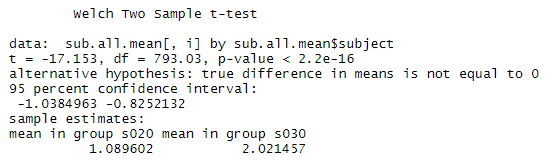 Welch Two Sample t-test
data:  sub.all.mean[, i] by sub.all.mean$subject
t = -17.153, df = 793.03, p-value < 2.2e-16
alternative hypothesis: true difference in means is not equal to 0
95 percent confidence interval:
-1.0384963 -0.8252132
sample estimates:
mean in group s020 mean in group s030
1.089602           2.021457